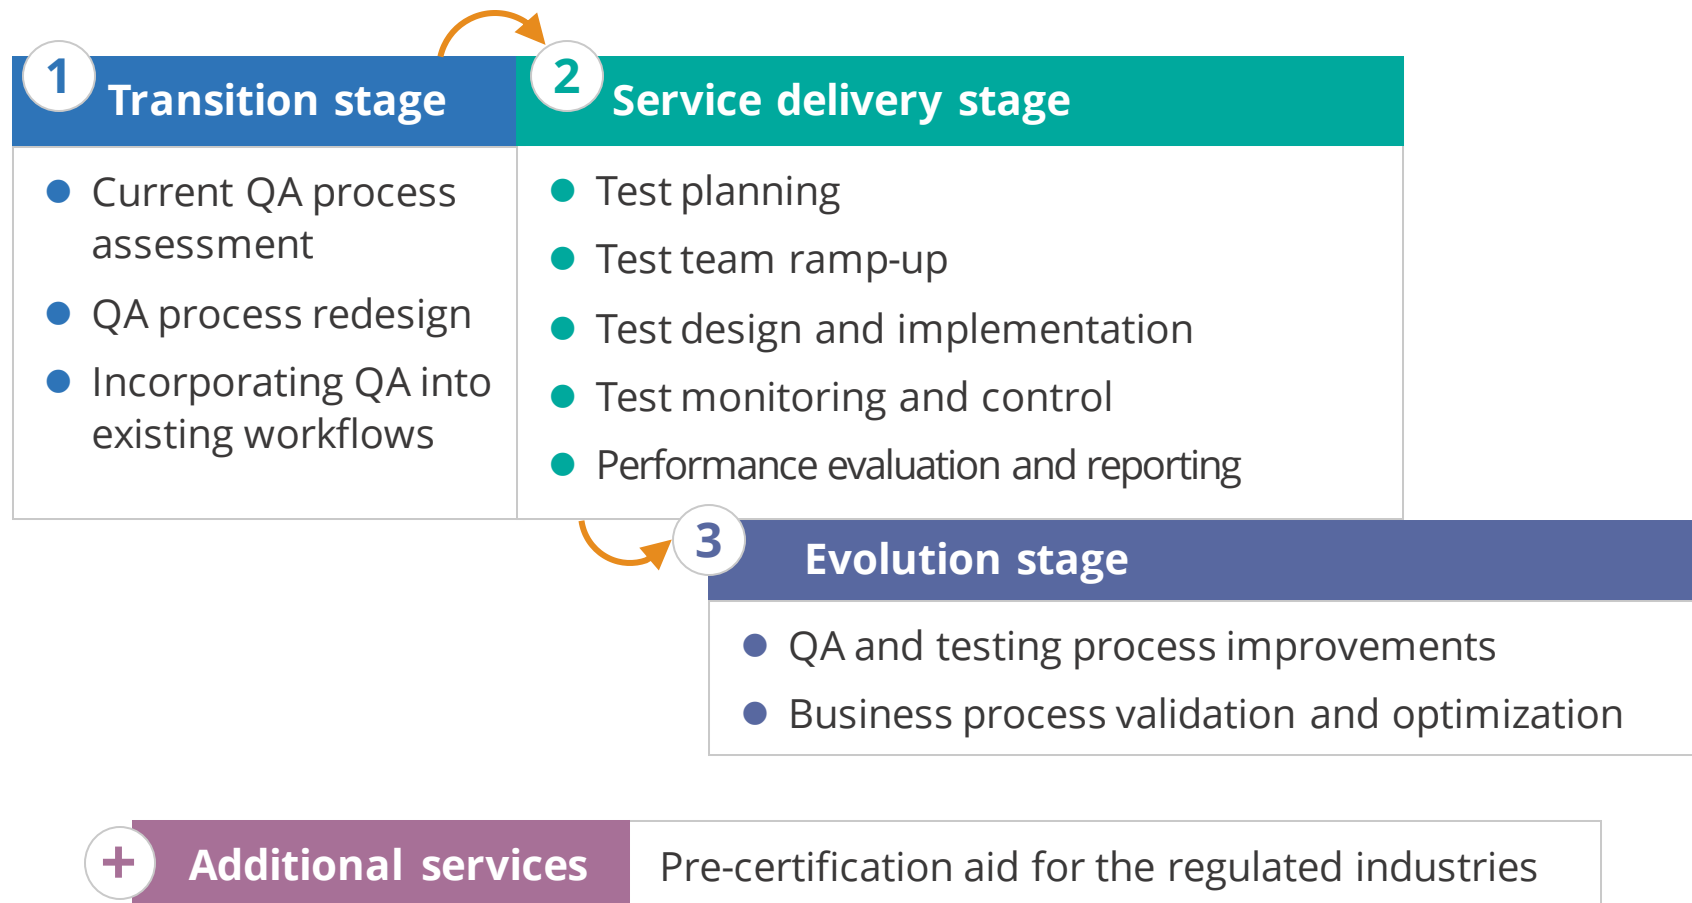 1
Transition stage
Current QA process
assessment
QA process redesign
Incorporating QA into
existing workflows
2
Service delivery stage
Test planning
Test team ramp-up
Test design and implementation
Test monitoring and control
Performance evaluation and reporting
3
Evolution stage
QA and testing process improvements
Business process validation and optimization
+
Additional services
Pre-certification aid for the regulated industries